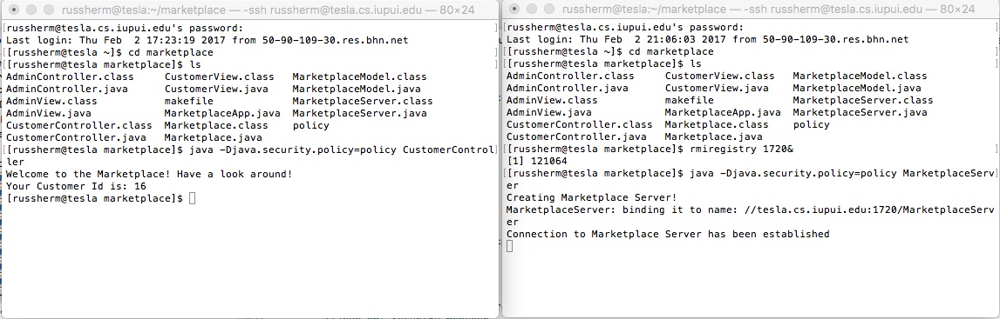 russherm@tesla:~/marketplace — -ssh russherm@tesla.cs.iupui.edu — 80×24
[russherm@tesla.cs.iupui.edu's password: ]
Last login: Thu Feb  2 17:23:19 2017 from 50-90-109-30.res.bhn.net
[[russherm@tesla ~]$ cd marketplace ]
[[russherm@tesla marketplace]$ ls ]
AdminController.class     CustomerView.class   MarketplaceModel.class
AdminController.java      CustomerView.java    MarketplaceModel.java
AdminView.class           makefile             MarketplaceServer.class
AdminView.java            MarketplaceApp.java  MarketplaceServer.java
CustomerController.class  Marketplace.class    policy
CustomerController.java   Marketplace.java
[[russherm@tesla marketplace]$ java -Djava.security.policy=policy CustomerControl]
ler
Welcome to the Marketplace! Have a look around!
Your Customer Id is: 16
[russherm@tesla marketplace]$
russherm@tesla:~/marketplace — -ssh russherm@tesla.cs.iupui.edu — 80×24
[russherm@tesla.cs.iupui.edu's password: ]
Last login: Thu Feb  2 21:06:03 2017 from 50-90-109-30.res.bhn.net
[[russherm@tesla ~]$ cd marketplace ]
[[russherm@tesla marketplace]$ ls ]
AdminController.class     CustomerView.class   MarketplaceModel.class
AdminController.java      CustomerView.java    MarketplaceModel.java
AdminView.class           makefile             MarketplaceServer.class
AdminView.java            MarketplaceApp.java  MarketplaceServer.java
CustomerController.class  Marketplace.class    policy
CustomerController.java   Marketplace.java
[[russherm@tesla marketplace]$ rmiregistry 1720& ]
[1] 121064
[[russherm@tesla marketplace]$ java -Djava.security.policy=policy MarketplaceServ]
er
Creating Marketplace Server!
MarketplaceServer: binding it to name: //tesla.cs.iupui.edu:1720/MarketplaceServ
er
Connection to Marketplace Server has been established